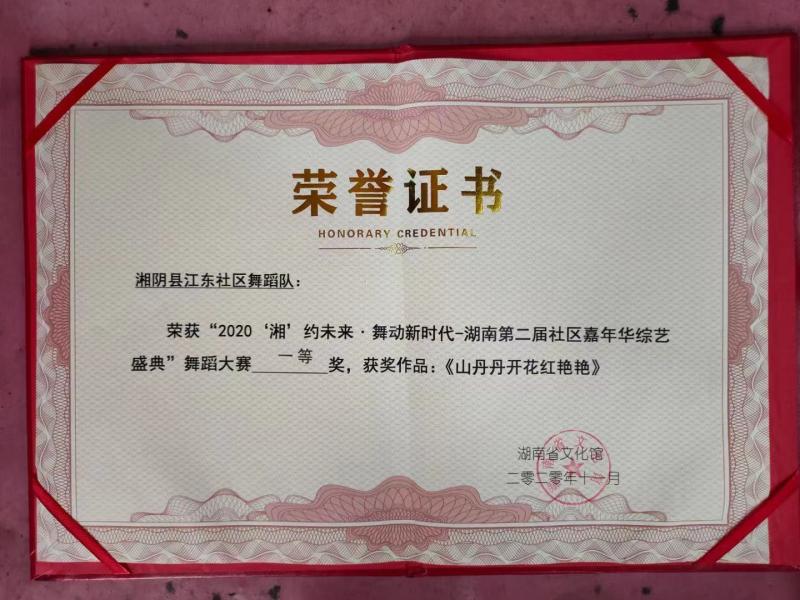 荣誉证书
HONORARY CREDENTIAL
湘阴县江东社区舞蹈队：
荣获“2020‘湘’约未来·舞动新时代-湖南第二届社区嘉年华综艺
盛典”舞蹈大赛一等奖，获奖作品：《山丹丹开花红艳艳》
湖南省文化馆
二零二零年十一月